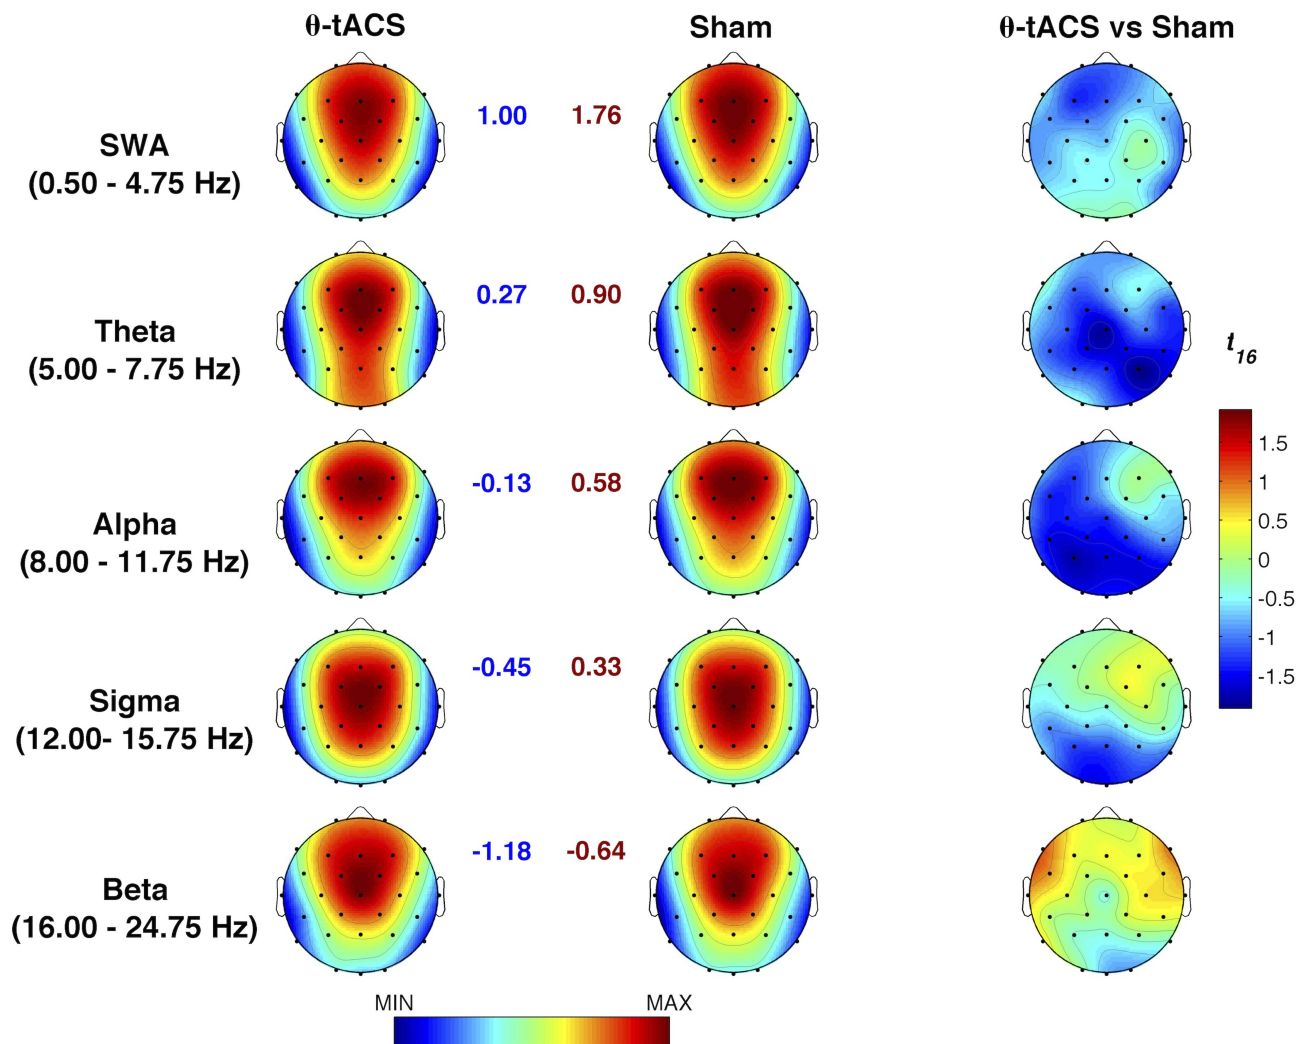 θ-tACS Sham θ-tACS vs Sham
SWA
(0.50 - 4.75 Hz)
1.00 1.76
Theta
(5.00 - 7.75 Hz)
0.27 0.90
Alpha
(8.00 - 11.75 Hz)
-0.13 0.58
Sigma
(12.00- 15.75 Hz)
-0.45 0.33
Beta
(16.00 - 24.75 Hz)
-1.18 -0.64
t16
1.5
1
0.5
0
-0.5
-1
-1.5
MIN MAX